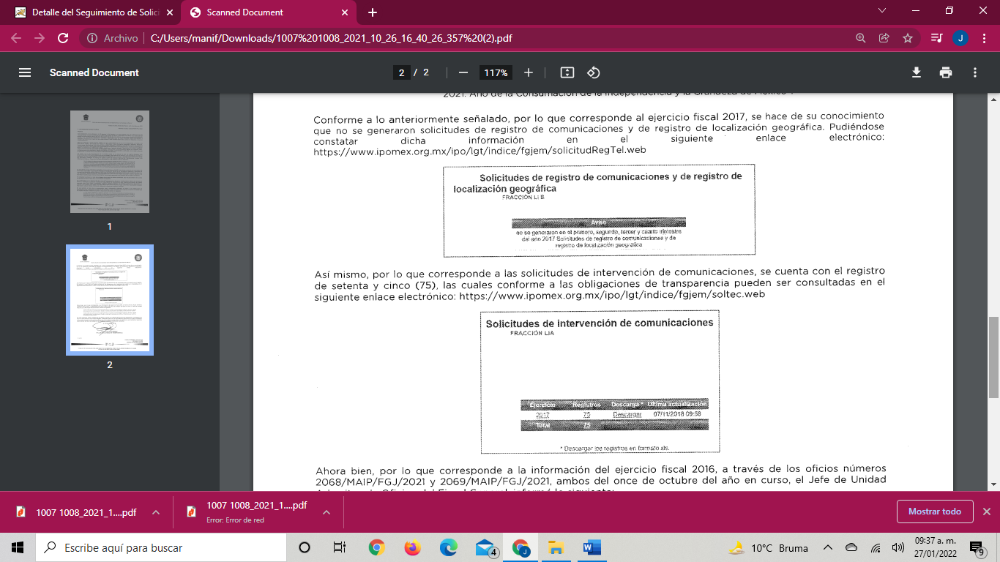 Detalle del Seguimiento de Solici
Scanned Document
Archivo
C:/Users/manif/Downloads/1007%201008_2021_10_26_16_40_26_357%20(2).pdf
J
Scanned Document
2 / 2
117%
1
2
2021. Año de la Consumación de la Independencia y la Grandeza de México
Conforme a lo anteriormente señalado, por lo que corresponde al ejercicio fiscal 2017, se hace de su conocimiento
que no se generaron solicitudes de registro de comunicaciones y de registro de localización geográfica. Pudiéndose
constatar dicha información en el siguiente enlace electrónico:
https://www.ipomex.org.mx/ipo/lgt/indice/fgjem/solicitudRegTel.web
Solicitudes de registro de comunicaciones y de registro de
localización geográfica
FRACCIÓN LI B
Aviso
no se generaron en el primero, segundo, tercer y cuarto trimestre
del año 2017 Solicitudes de registro de comunicaciones y de
registro de localización geográfica
Así mismo, por lo que corresponde a las solicitudes de intervención de comunicaciones, se cuenta con el registro
de setenta y cinco (75), las cuales conforme a las obligaciones de transparencia pueden ser consultadas en el
siguiente enlace electrónico: https://www.ipomex.org.mx/ipo/lgt/indice/fgjem/soltec.web
Solicitudes de intervención de comunicaciones
FRACCIÓN LIA
Ejercicio Registros Descarga * Última actualización
2017 75 Descargar 07/11/2018 09:58
Total 75
* Descargar los registros en formato xls.
Ahora bien, por lo que corresponde a la información del ejercicio fiscal 2016, a través de los oficios números
2068/MAIP/FGJ/2021 y 2069/MAIP/FGJ/2021, ambos del once de octubre del año en curso, el Jefe de Unidad
1007 1008_2021_1....pdf
1007 1008_2021_1....pdf
Error: Error de red
Mostrar todo
Escribe aquí para buscar
4
J
10°C Bruma
09:37 a. m.
27/01/2022
9